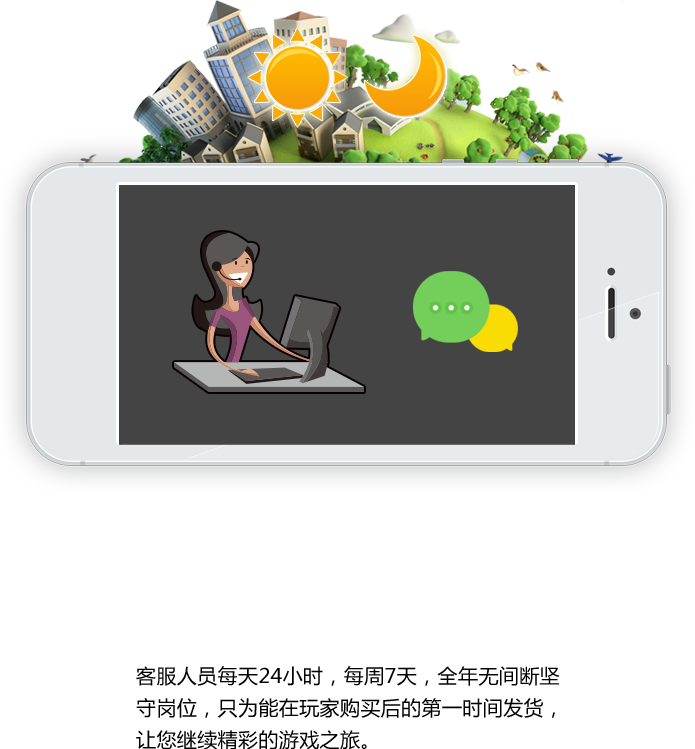 客服人员每天24小时，每周7天，全年无间断坚
守岗位，只为能在玩家购买后的第一时间发货，
让您继续精彩的游戏之旅。